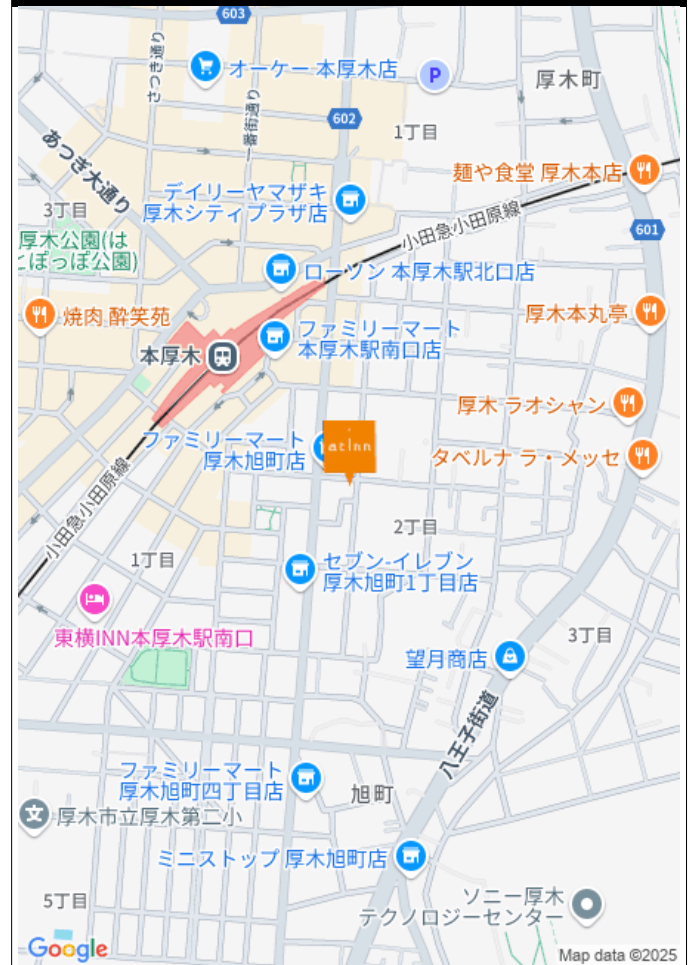 603
さつき通り
オーケー 本厚木店
P
厚木町
一番街通り
602
1丁目
あつぎ大通り
麺や食堂 厚木本店
デイリーヤマザキ
厚木シティプラザ店
3丁目
小田急小田原線
601
厚木公園(は
とぽっぽ公園)
ローソン 本厚木駅北口店
焼肉 酔笑苑
ファミリーマート
本厚木駅南口店
厚木本丸亭
本厚木
厚木 ラオシャン
ファミリーマート
厚木旭町店
at inn
タベルナ ラ・メッセ
小田急小田原線
2丁目
1丁目
セブン-イレブン
厚木旭町1丁目店
東横INN本厚木駅南口
3丁目
望月商店
八王子街道
ファミリーマート
厚木旭町四丁目店
旭町
文
厚木市立厚木第二小
ミニストップ 厚木旭町店
5丁目
ソニー厚木
テクノロジーセンター
Google
Map data ©2025